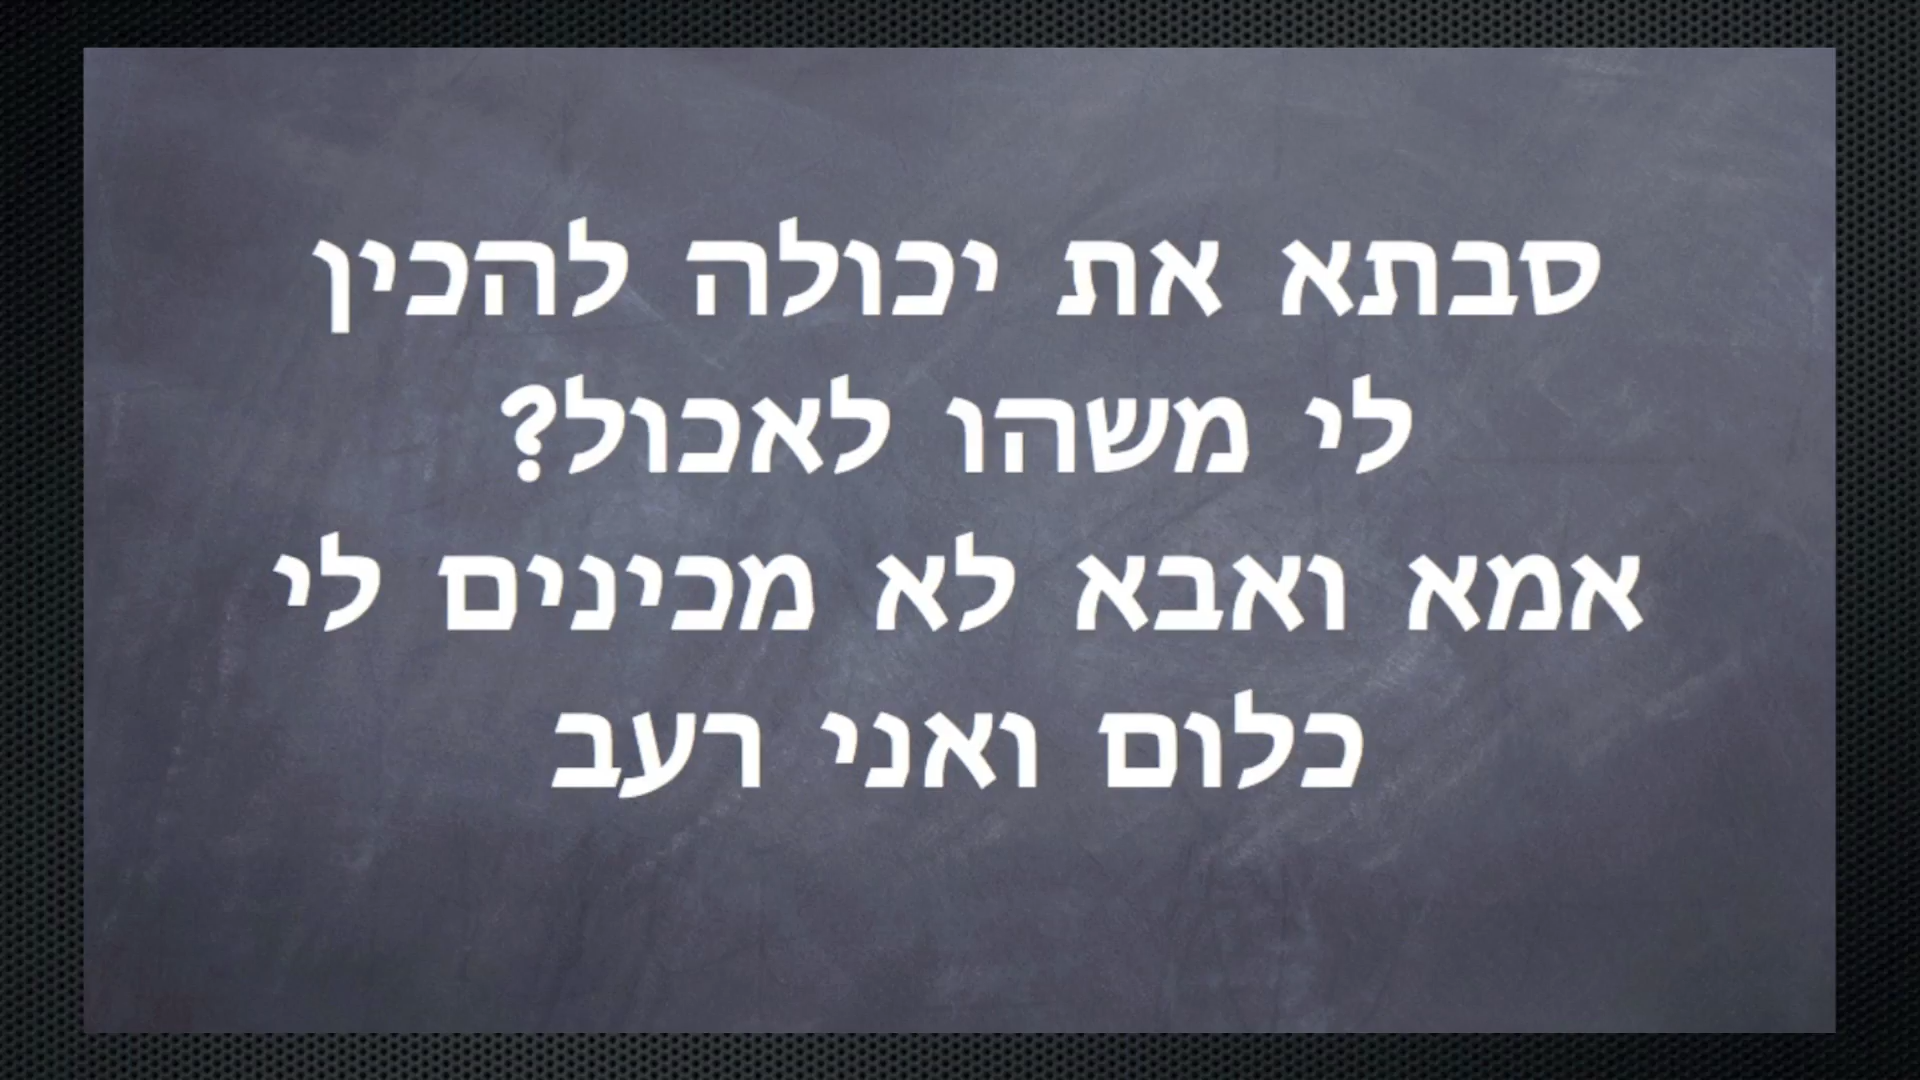 סבתא את יכולה להכין
לי משהו לאכול?
אמא ואבא לא מכינים לי
כלום ואני רעב